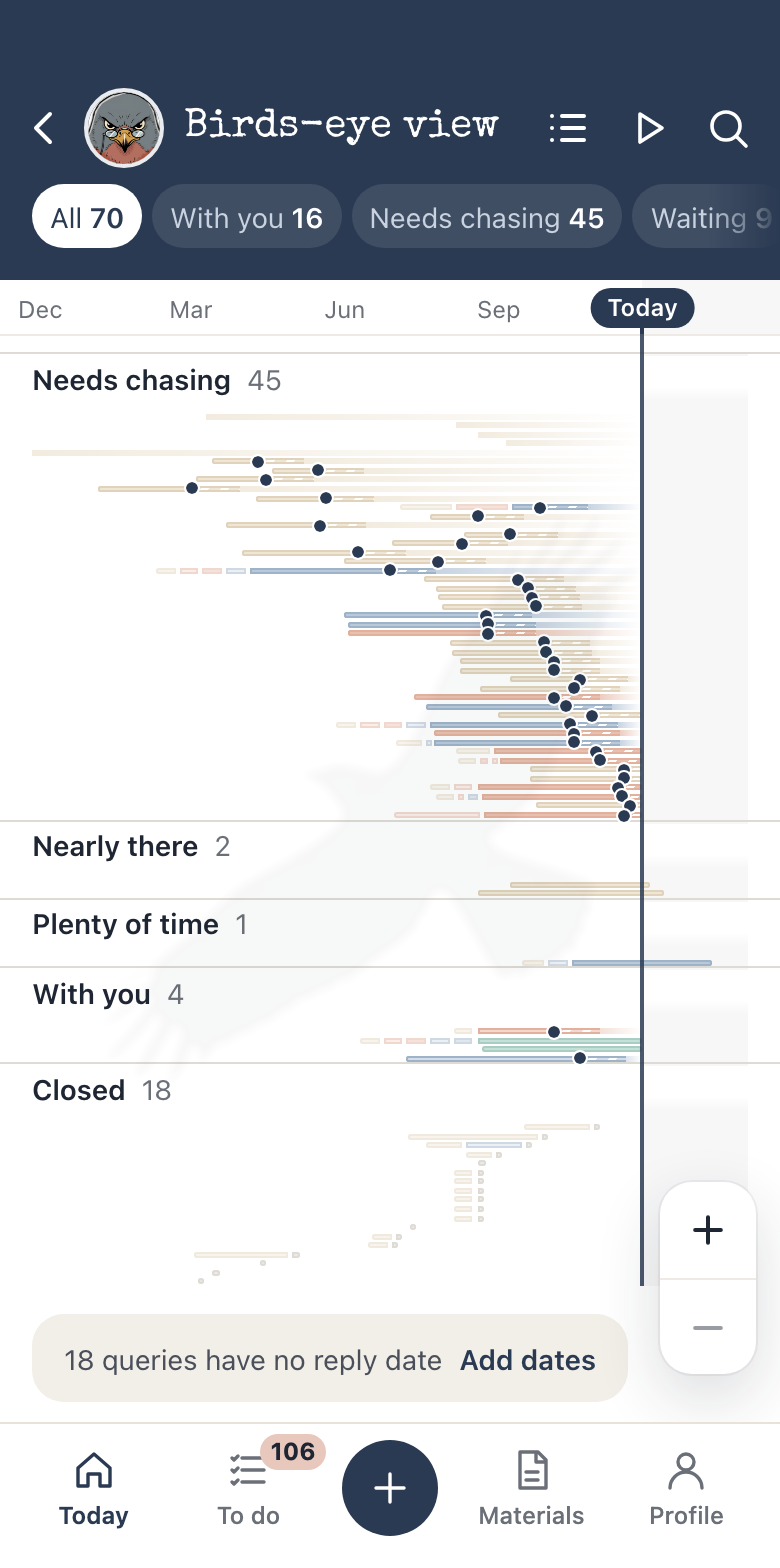 Birds-eye view
All 70
With you 16
Needs chasing 45
Waiting 9
Dec
Mar
Jun
Sep
Today
Needs chasing 45
Nearly there 2
Plenty of time 1
With you 4
Closed 18
18 queries have no reply date Add dates
106
Today
To do
Materials
Profile